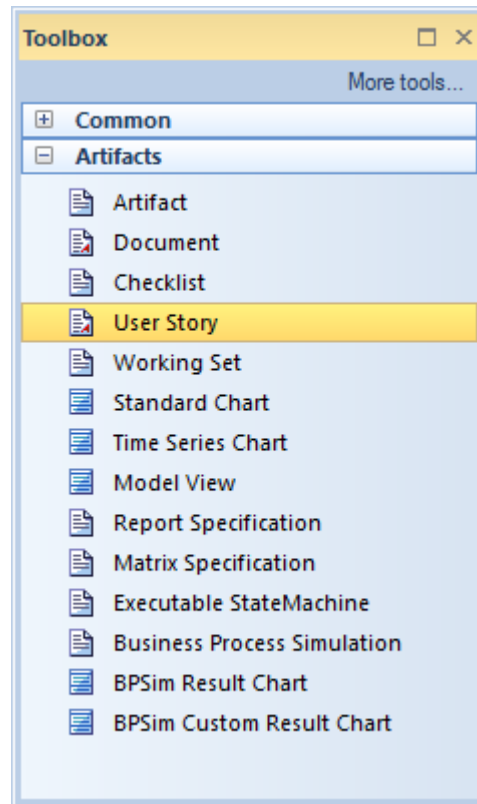 Toolbox
More tools...
Common
Artifacts
Artifact
Document
Checklist
User Story
Working Set
Standard Chart
Time Series Chart
Model View
Report Specification
Matrix Specification
Executable StateMachine
Business Process Simulation
BPSim Result Chart
BPSim Custom Result Chart